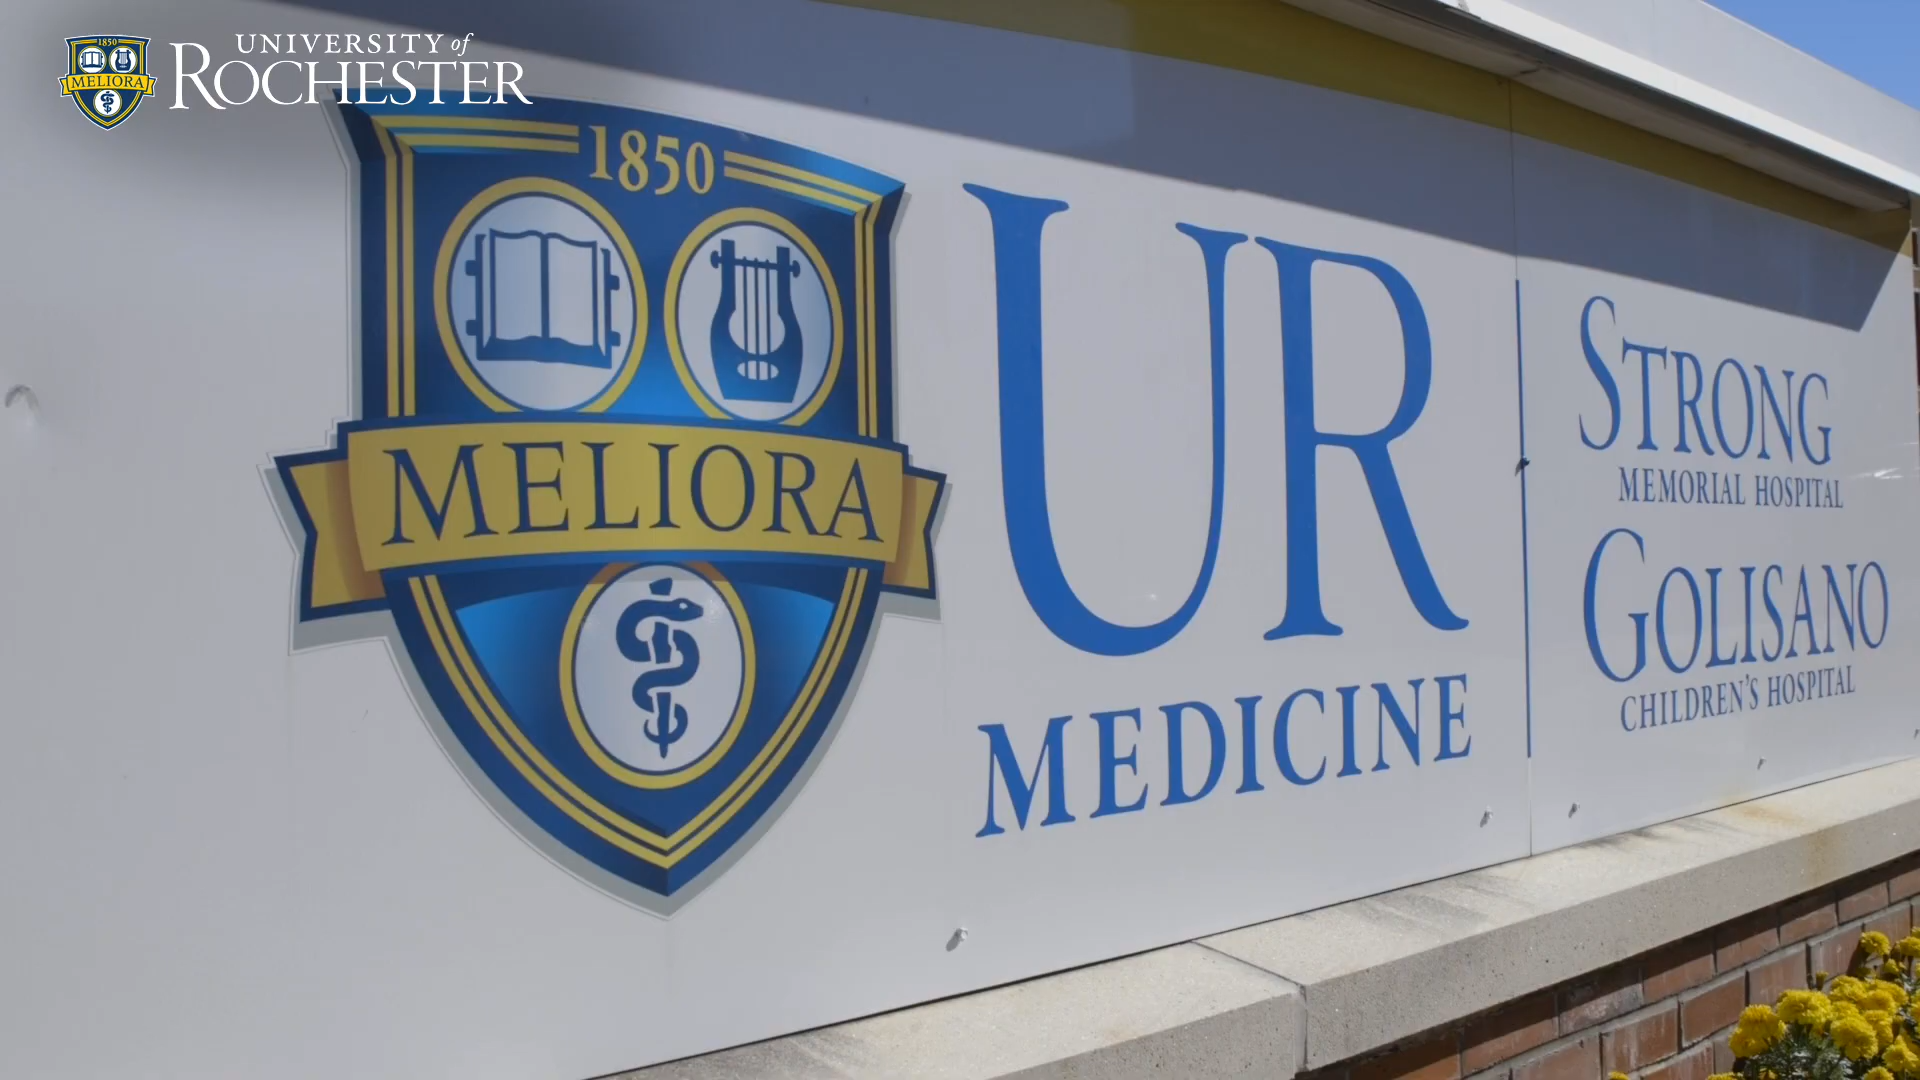 1850
MELIORA
UNIVERSITY of
ROCHESTER
1850
MELIORA
UR
MEDICINE
STRONG
MEMORIAL HOSPITAL
GOLISANO
CHILDREN'S HOSPITAL